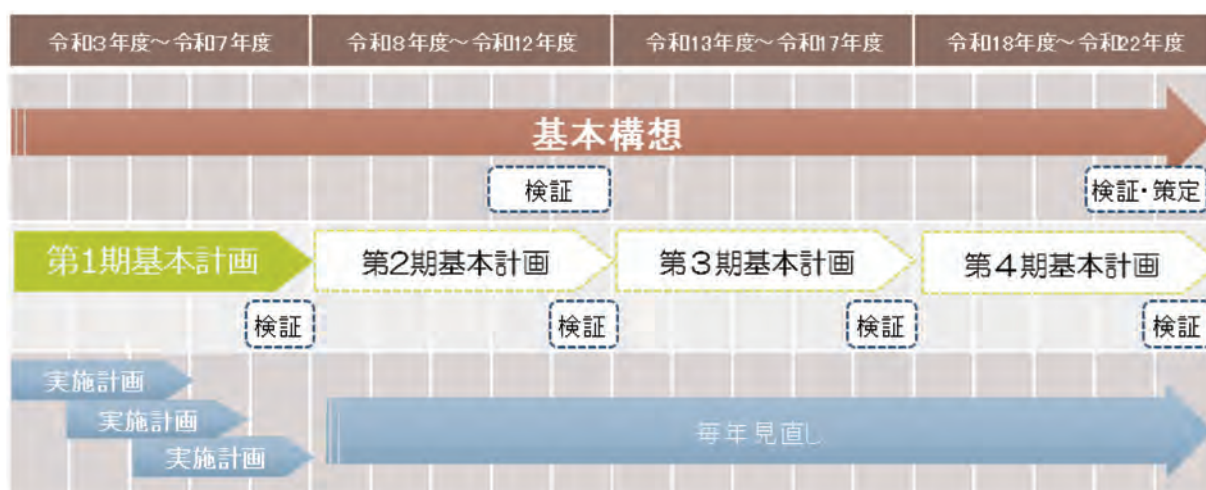 令和3年度～令和7年度
令和8年度～令和12年度
令和13年度～令和17年度
令和18年度～令和22年度
基本構想
検証
検証・策定
第1期基本計画
第2期基本計画
第3期基本計画
第4期基本計画
検証
検証
検証
検証
実施計画
実施計画
実施計画
毎年見直し